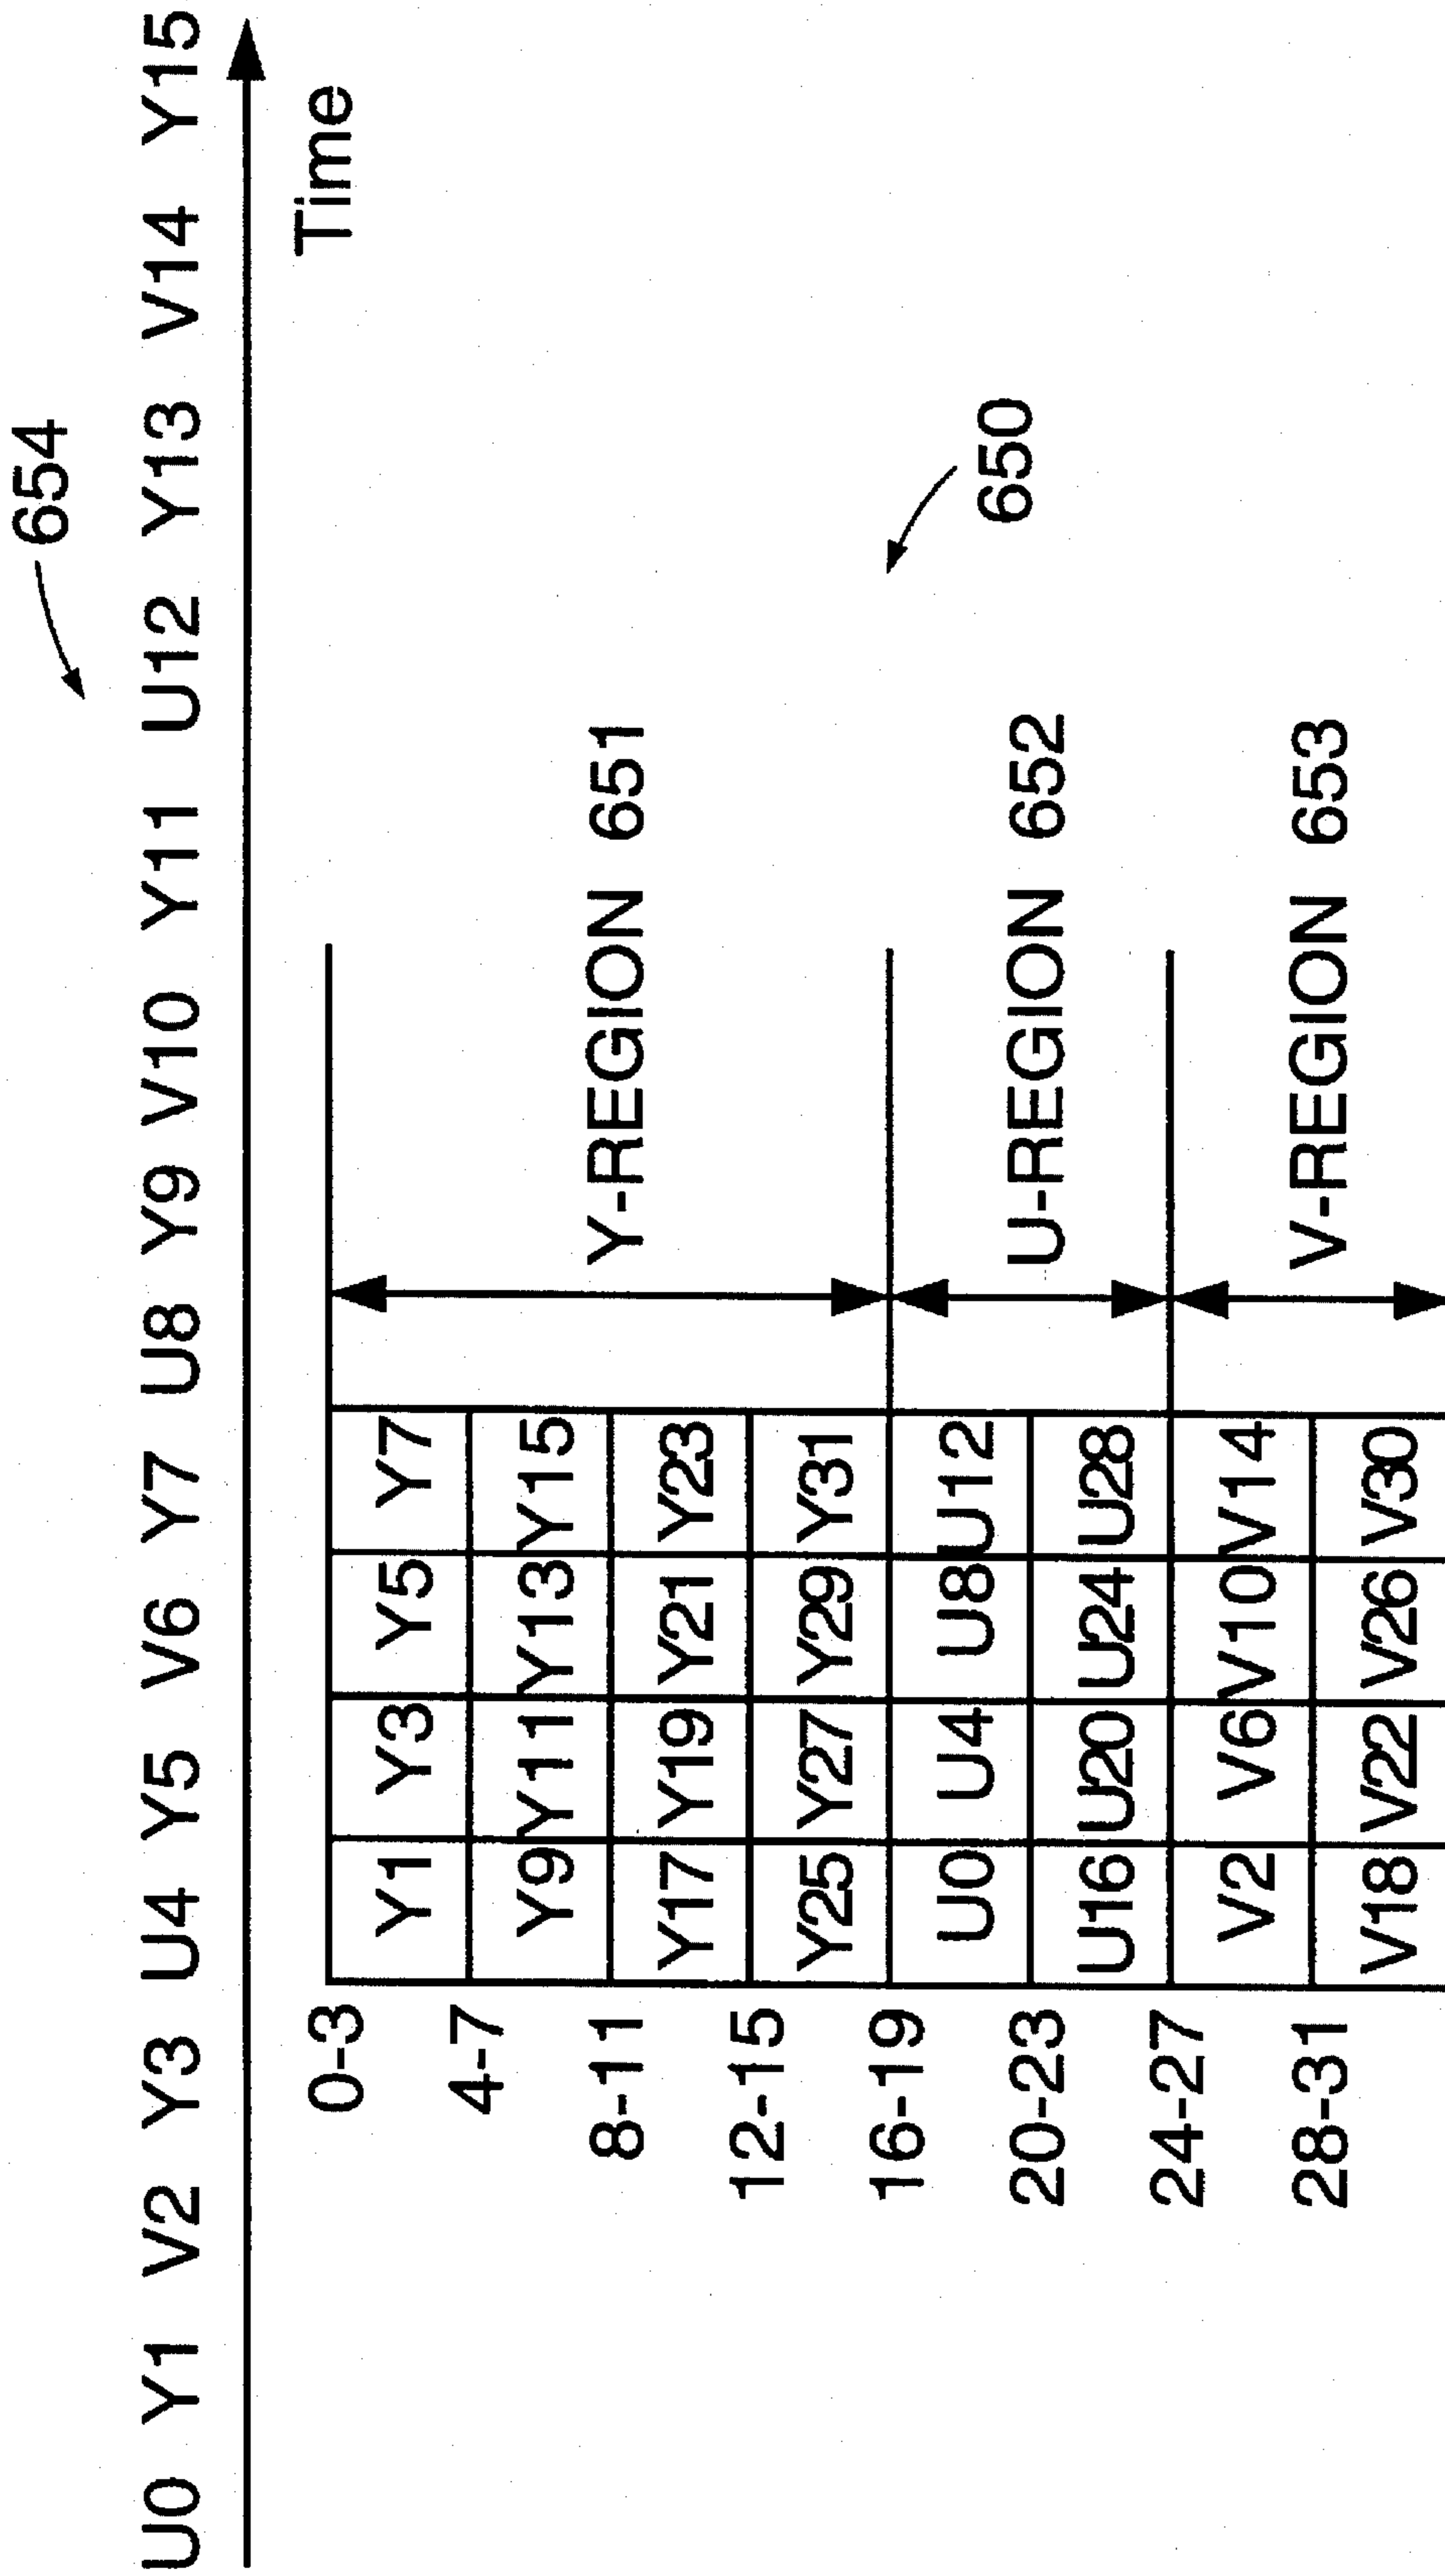 654
U0 Y1 V2 Y3 U4 Y5 V6 Y7 U8 Y9 V10 Y11 U12 Y13 V14 Y15
Time
0-3 Y1 Y3 Y5 Y7
4-7 Y9 Y11 Y13 Y15
8-11 Y17 Y19 Y21 Y23
Y-REGION 651
12-15 Y25 Y27 Y29 Y31
16-19 U0 U4 U8 U12
650
20-23 U16 U20 U24 U28
U-REGION 652
24-27 V2 V6 V10 V14
28-31 V18 V22 V26 V30
V-REGION 653